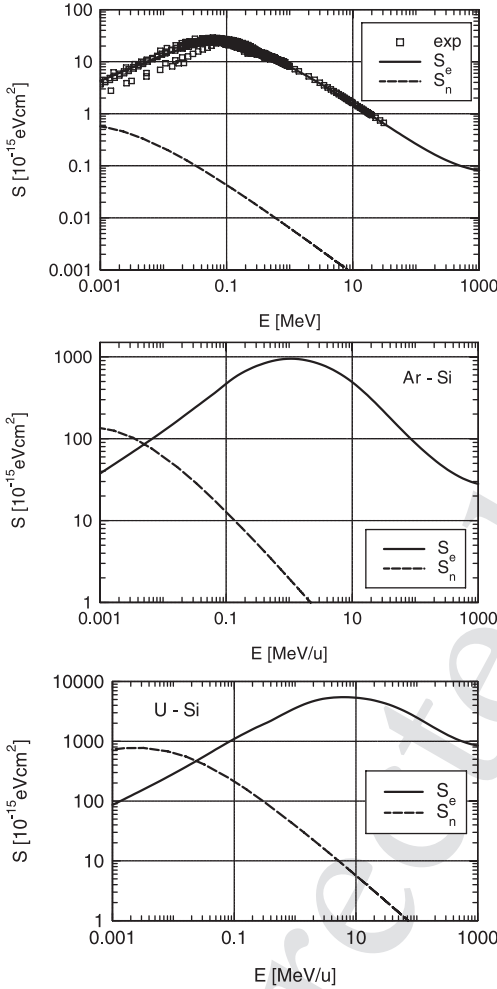 100
10
1
0.1
0.01
0.001
S [10⁻¹⁵eVcm²]
exp
Sₑ
Sₙ
0.001 0.1 10 1000
E [MeV]
1000
100
10
1
S [10⁻¹⁵eVcm²]
Ar - Si
Sₑ
Sₙ
0.001 0.1 10 1000
E [MeV/u]
10000
1000
100
10
1
S [10⁻¹⁵eVcm²]
U - Si
Sₑ
Sₙ
0.001 0.1 10 1000
E [MeV/u]